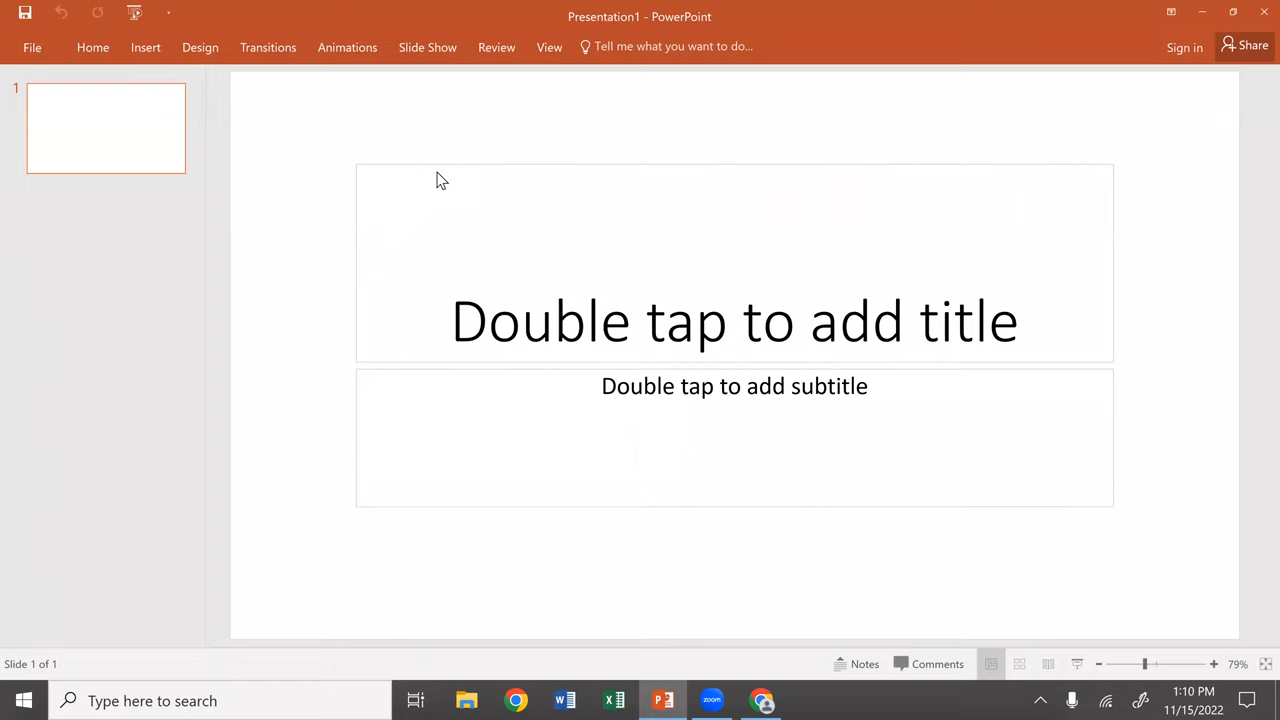 Presentation1 - PowerPoint
File Home Insert Design Transitions Animations Slide Show Review View Tell me what you want to do... Sign in Share
1
Double tap to add title
Double tap to add subtitle
Slide 1 of 1 Notes Comments 79%
Type here to search
1:10 PM
11/15/2022